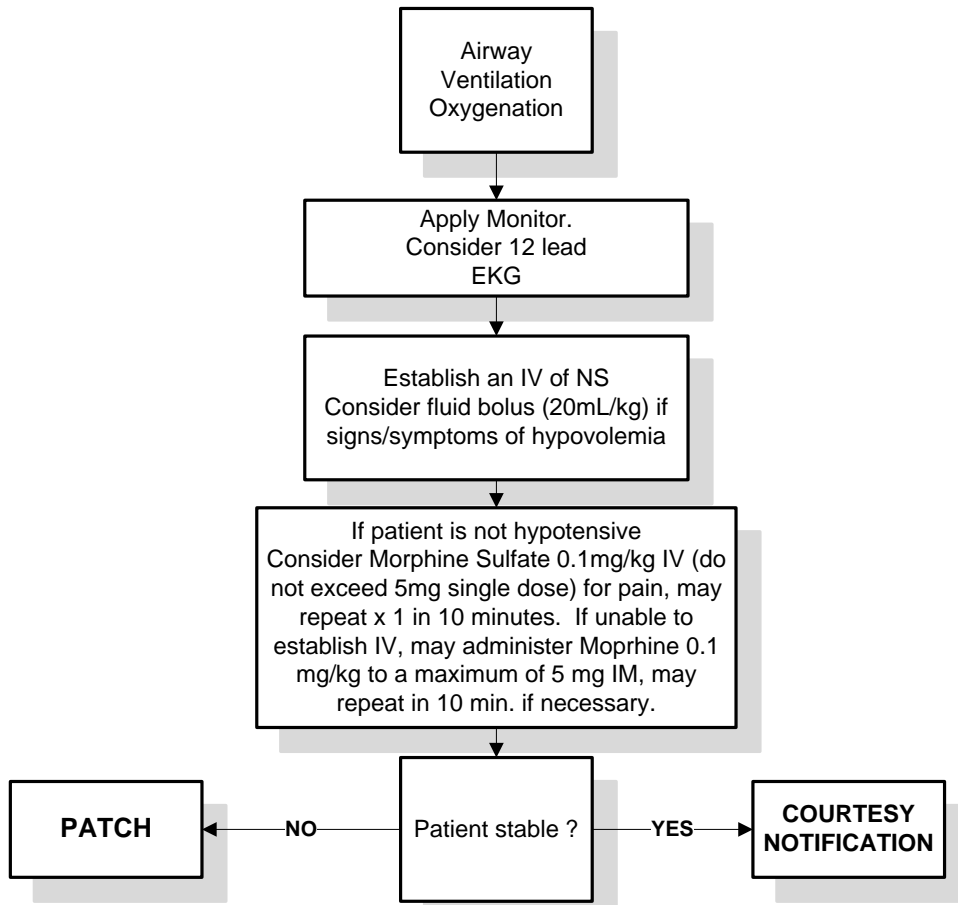 Airway
Ventilation
Oxygenation
Apply Monitor.
Consider 12 lead
EKG
Establish an IV of NS
Consider fluid bolus (20mL/kg) if
signs/symptoms of hypovolemia
If patient is not hypotensive
Consider Morphine Sulfate 0.1mg/kg IV (do
not exceed 5mg single dose) for pain, may
repeat x 1 in 10 minutes.  If unable to
establish IV, may administer Moprhine 0.1
mg/kg to a maximum of 5 mg IM, may
repeat in 10 min. if necessary.
PATCH
NO
Patient stable ?
YES
COURTESY
NOTIFICATION